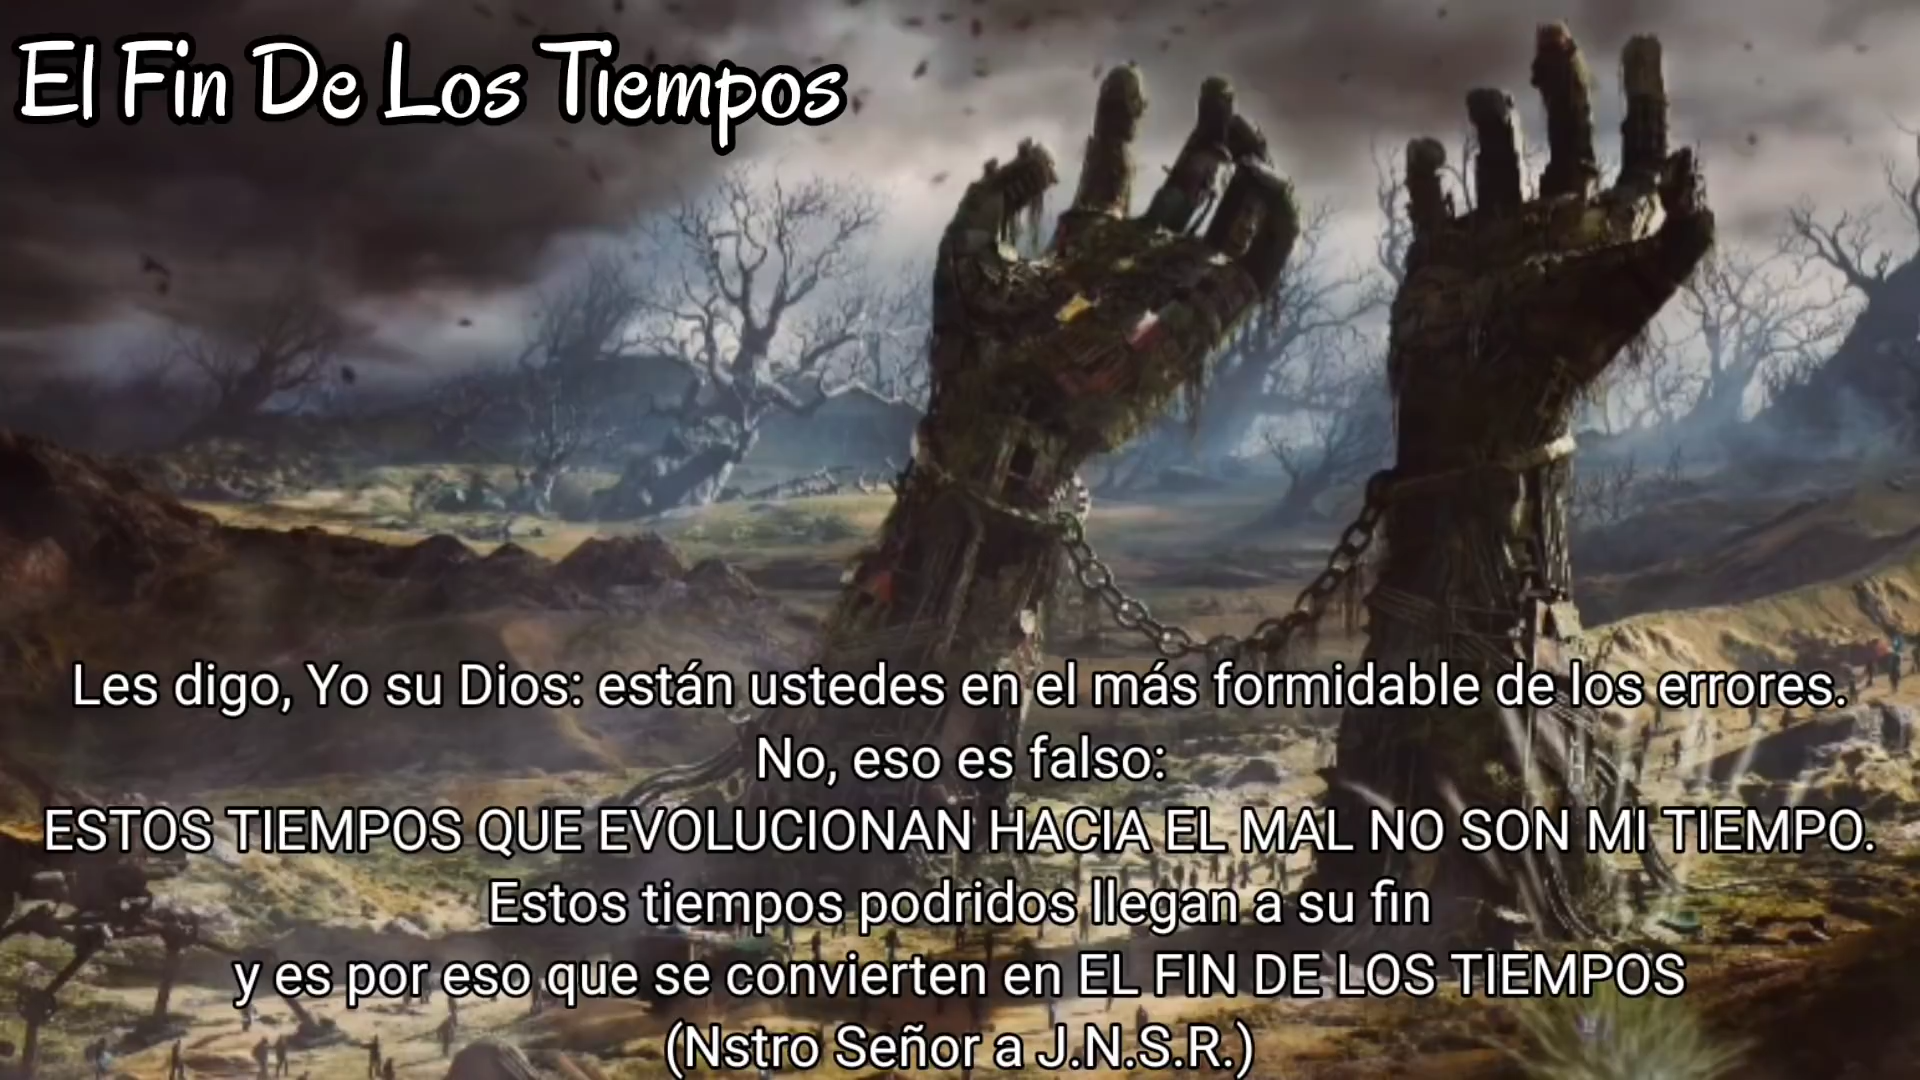 El Fin De Los Tiempos
Les digo, Yo su Dios: están ustedes en el más formidable de los errores.
No, eso es falso:
ESTOS TIEMPOS QUE EVOLUCIONAN HACIA EL MAL NO SON MI TIEMPO.
Estos tiempos podridos llegan a su fin
y es por eso que se convierten en EL FIN DE LOS TIEMPOS
(Nstro Señor a J.N.S.R.)